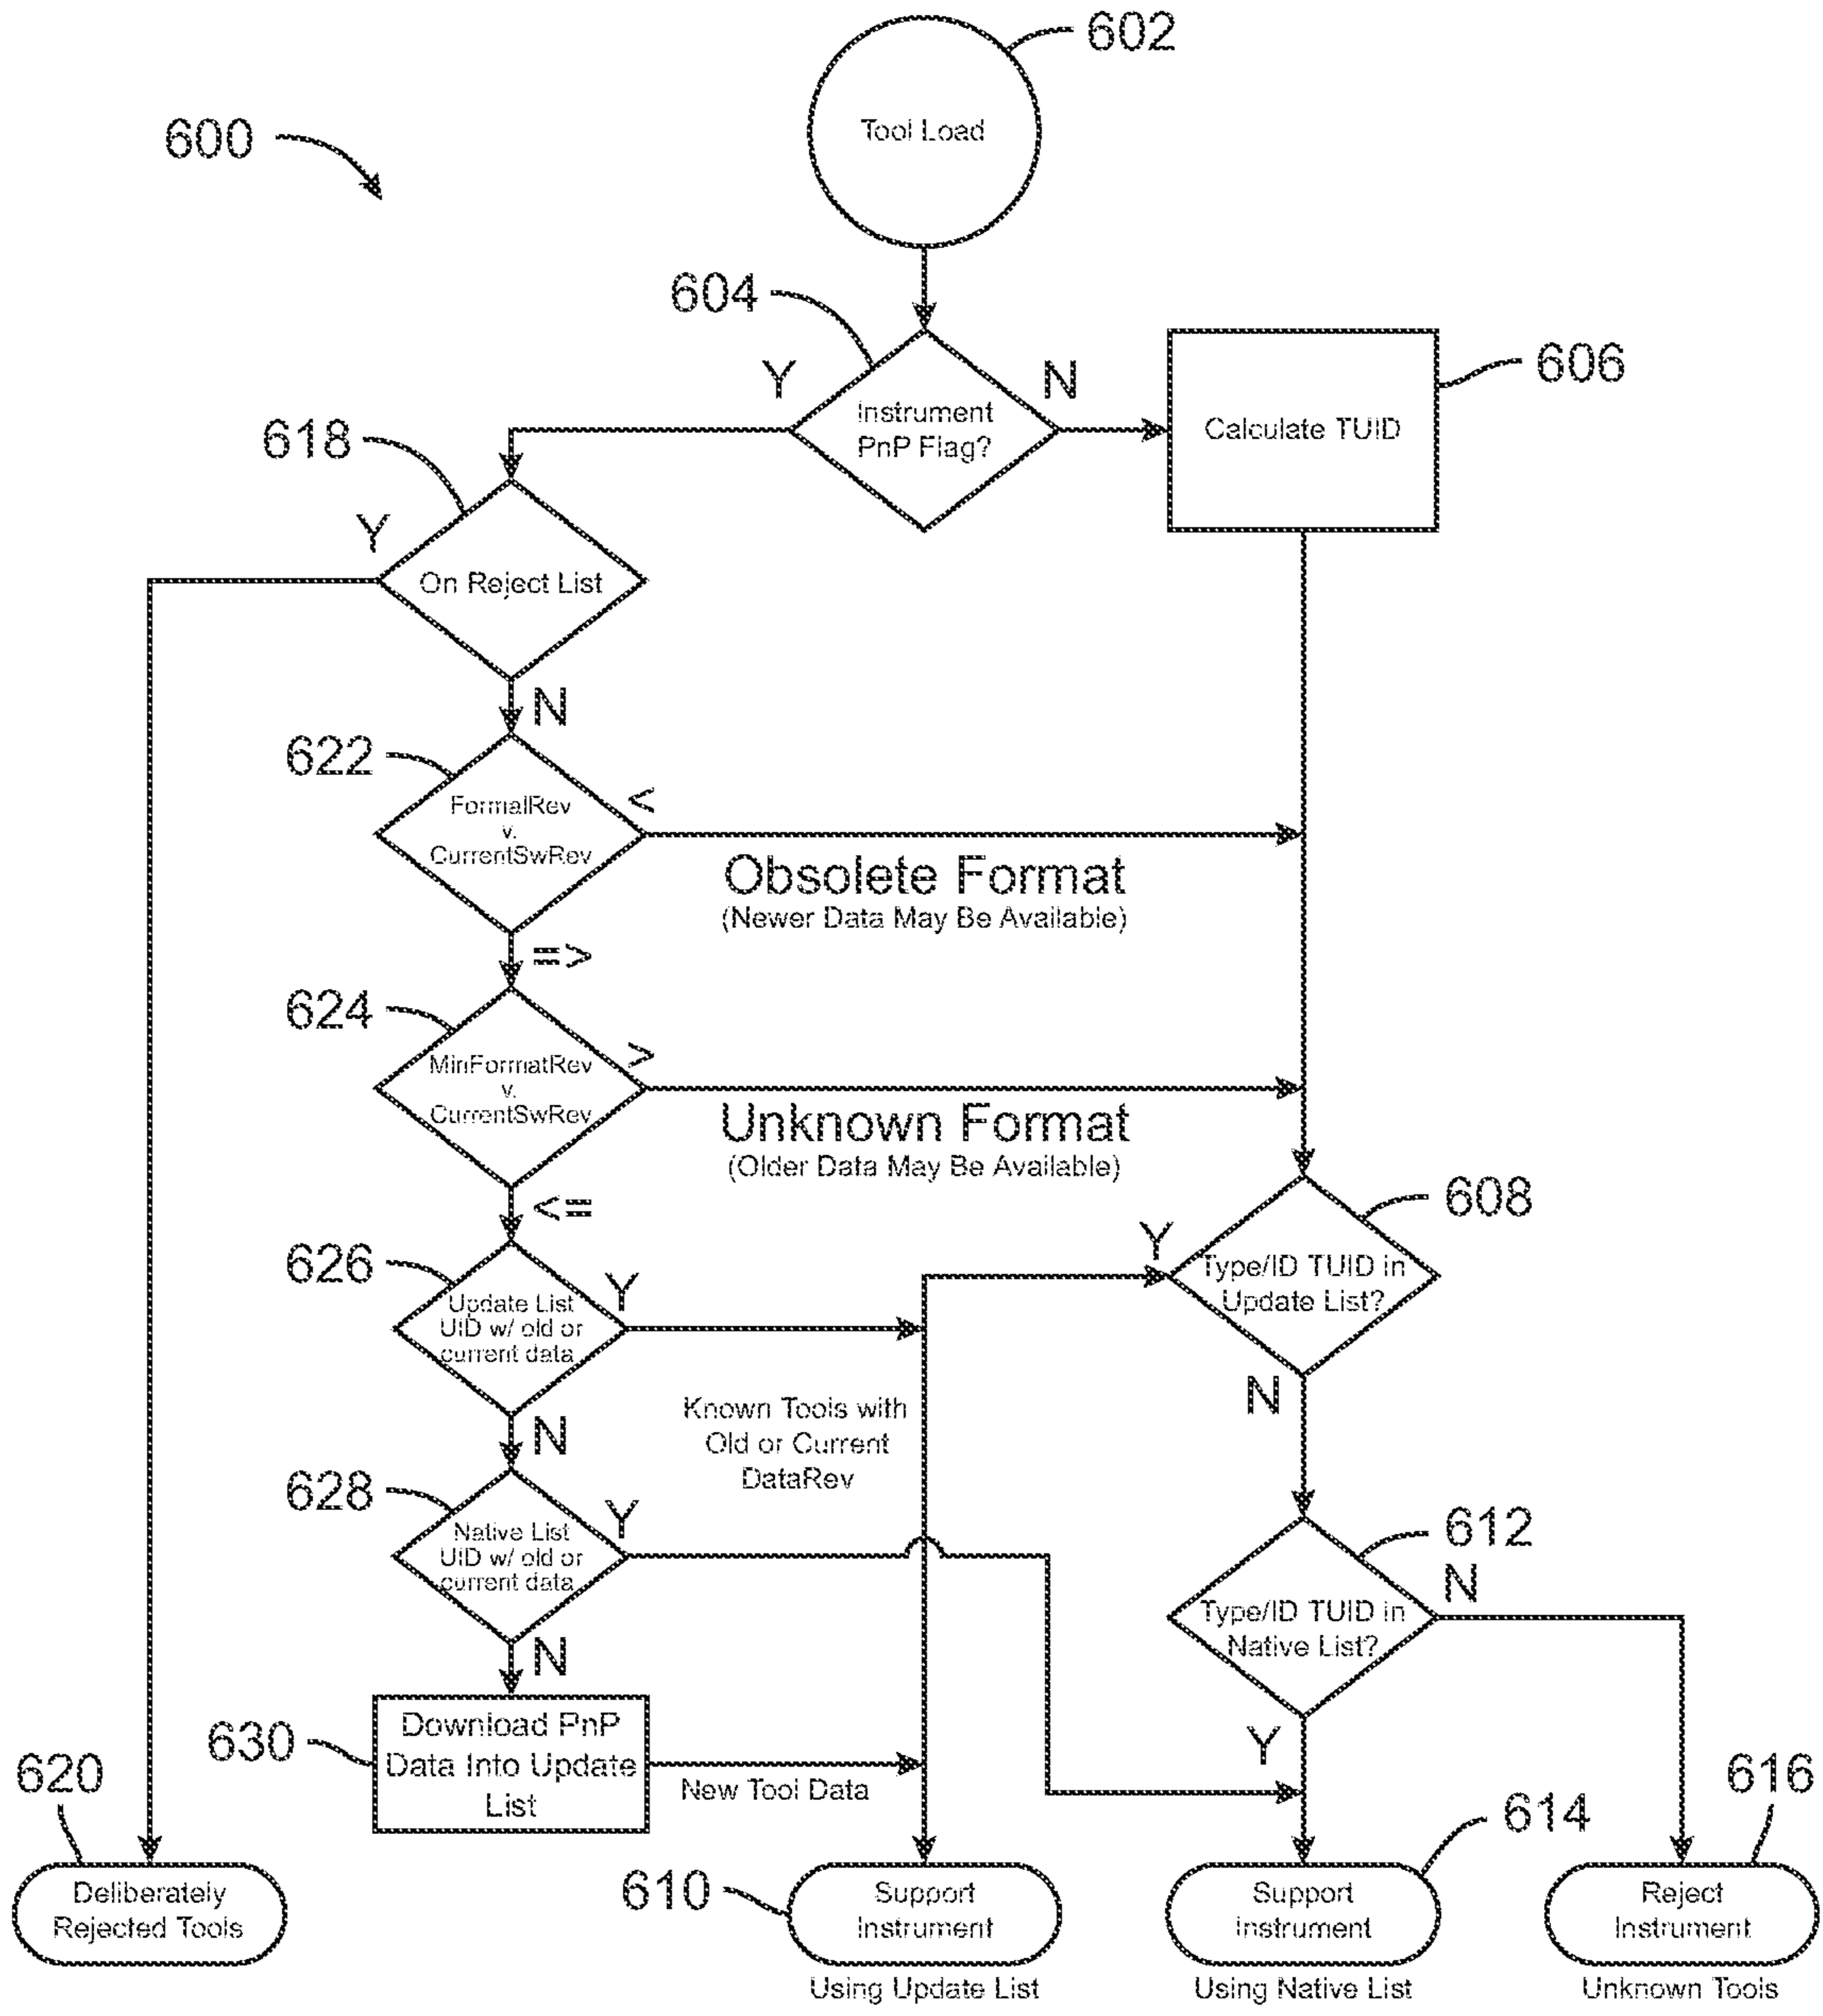 602
Tool Load
600
604
Y
N
Instrument
PnP Flag?
606
Calculate TUID
618
Y
On Reject List
N
622
FormalRev
v.
CurrentSwRev
<
Obsolete Format
(Newer Data May Be Available)
=>
624
MinFormatRev
v.
CurrentSwRev
>
Unknown Format
(Older Data May Be Available)
<=
608
Y
Type/ID TUID in
Update List?
N
626
Update List
UID w/ old or
current data
Y
N
Known Tools with
Old or Current
DataRev
628
Native List
UID w/ old or
current data
Y
N
612
Type/ID TUID in
Native List?
N
Y
630
Download PnP
Data Into Update
List
New Tool Data
620
Deliberately
Rejected Tools
610
Support
Instrument
Using Update List
614
Support
Instrument
Using Native List
616
Reject
Instrument
Unknown Tools